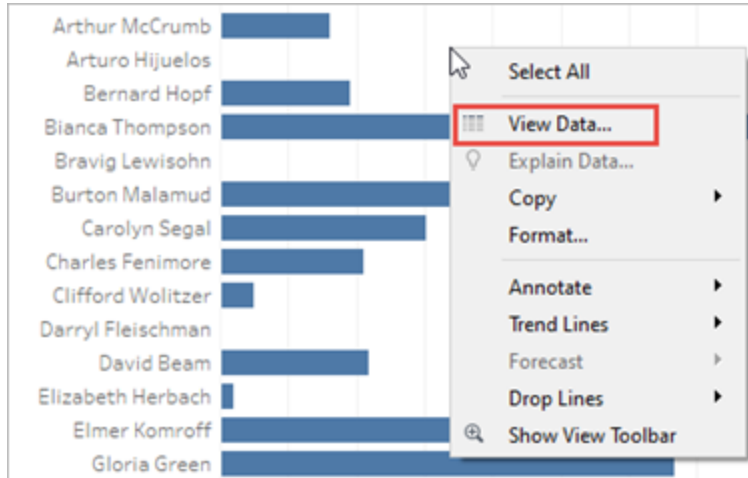 Arthur McCrumb
Arturo Hijuelos
Bernard Hopf
Bianca Thompson
Bravig Lewisohn
Burton Malamud
Carolyn Segal
Charles Fenimore
Clifford Wolitzer
Darryl Fleischman
David Beam
Elizabeth Herbach
Elmer Komroff
Gloria Green
Select All
View Data...
Explain Data...
Copy
Format...
Annotate
Trend Lines
Forecast
Drop Lines
Show View Toolbar